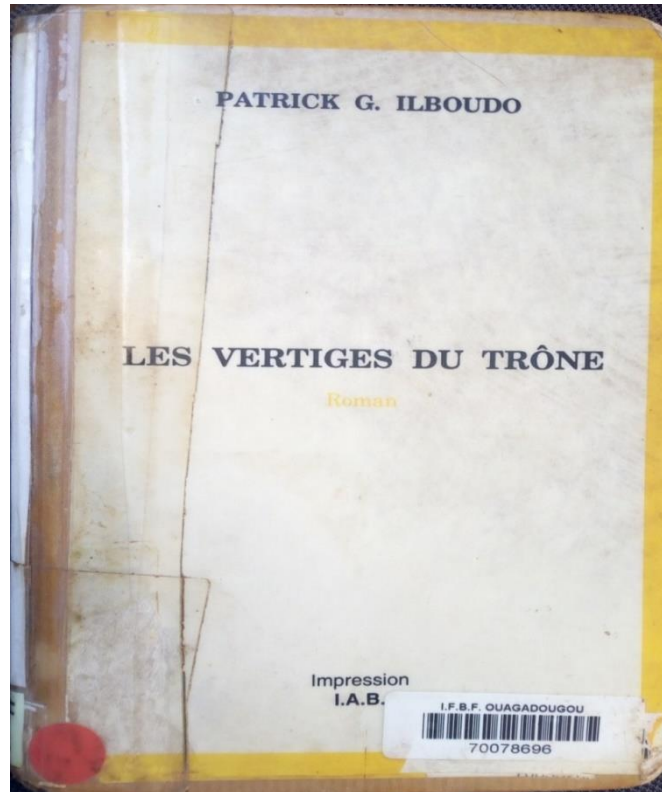 PATRICK G. ILBOUDO
LES VERTIGES DU TRÔNE
Roman
Impression
I.A.B.
I.F.B.F. OUAGADOUGOU
70078696